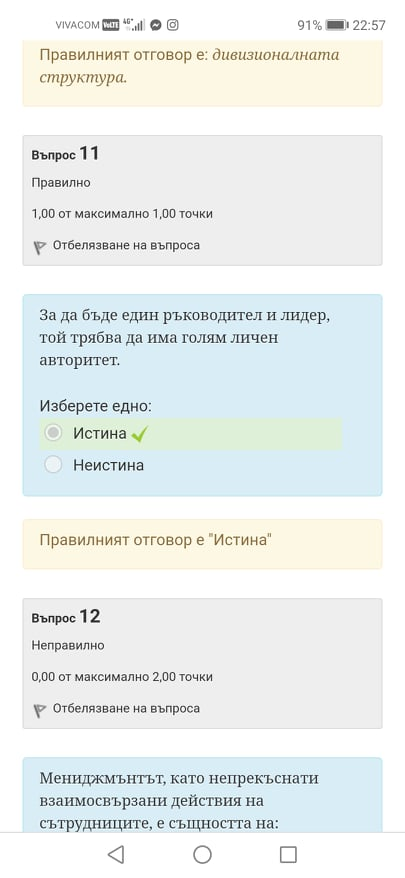 VIVACOM VoLTE 4G+ 91% 22:57
Правилният отговор е: дивизионалната
структура.
Въпрос 11
Правилно
1,00 от максимално 1,00 точки
Отбелязване на въпроса
За да бъде един ръководител и лидер,
той трябва да има голям личен
авторитет.
Изберете едно:
Истина
Неистина
Правилният отговор е "Истина"
Въпрос 12
Неправилно
0,00 от максимално 2,00 точки
Отбелязване на въпроса
Мениджмънтът, като непрекъснати
взаимосвързани действия на
сътрудниците, е същността на: